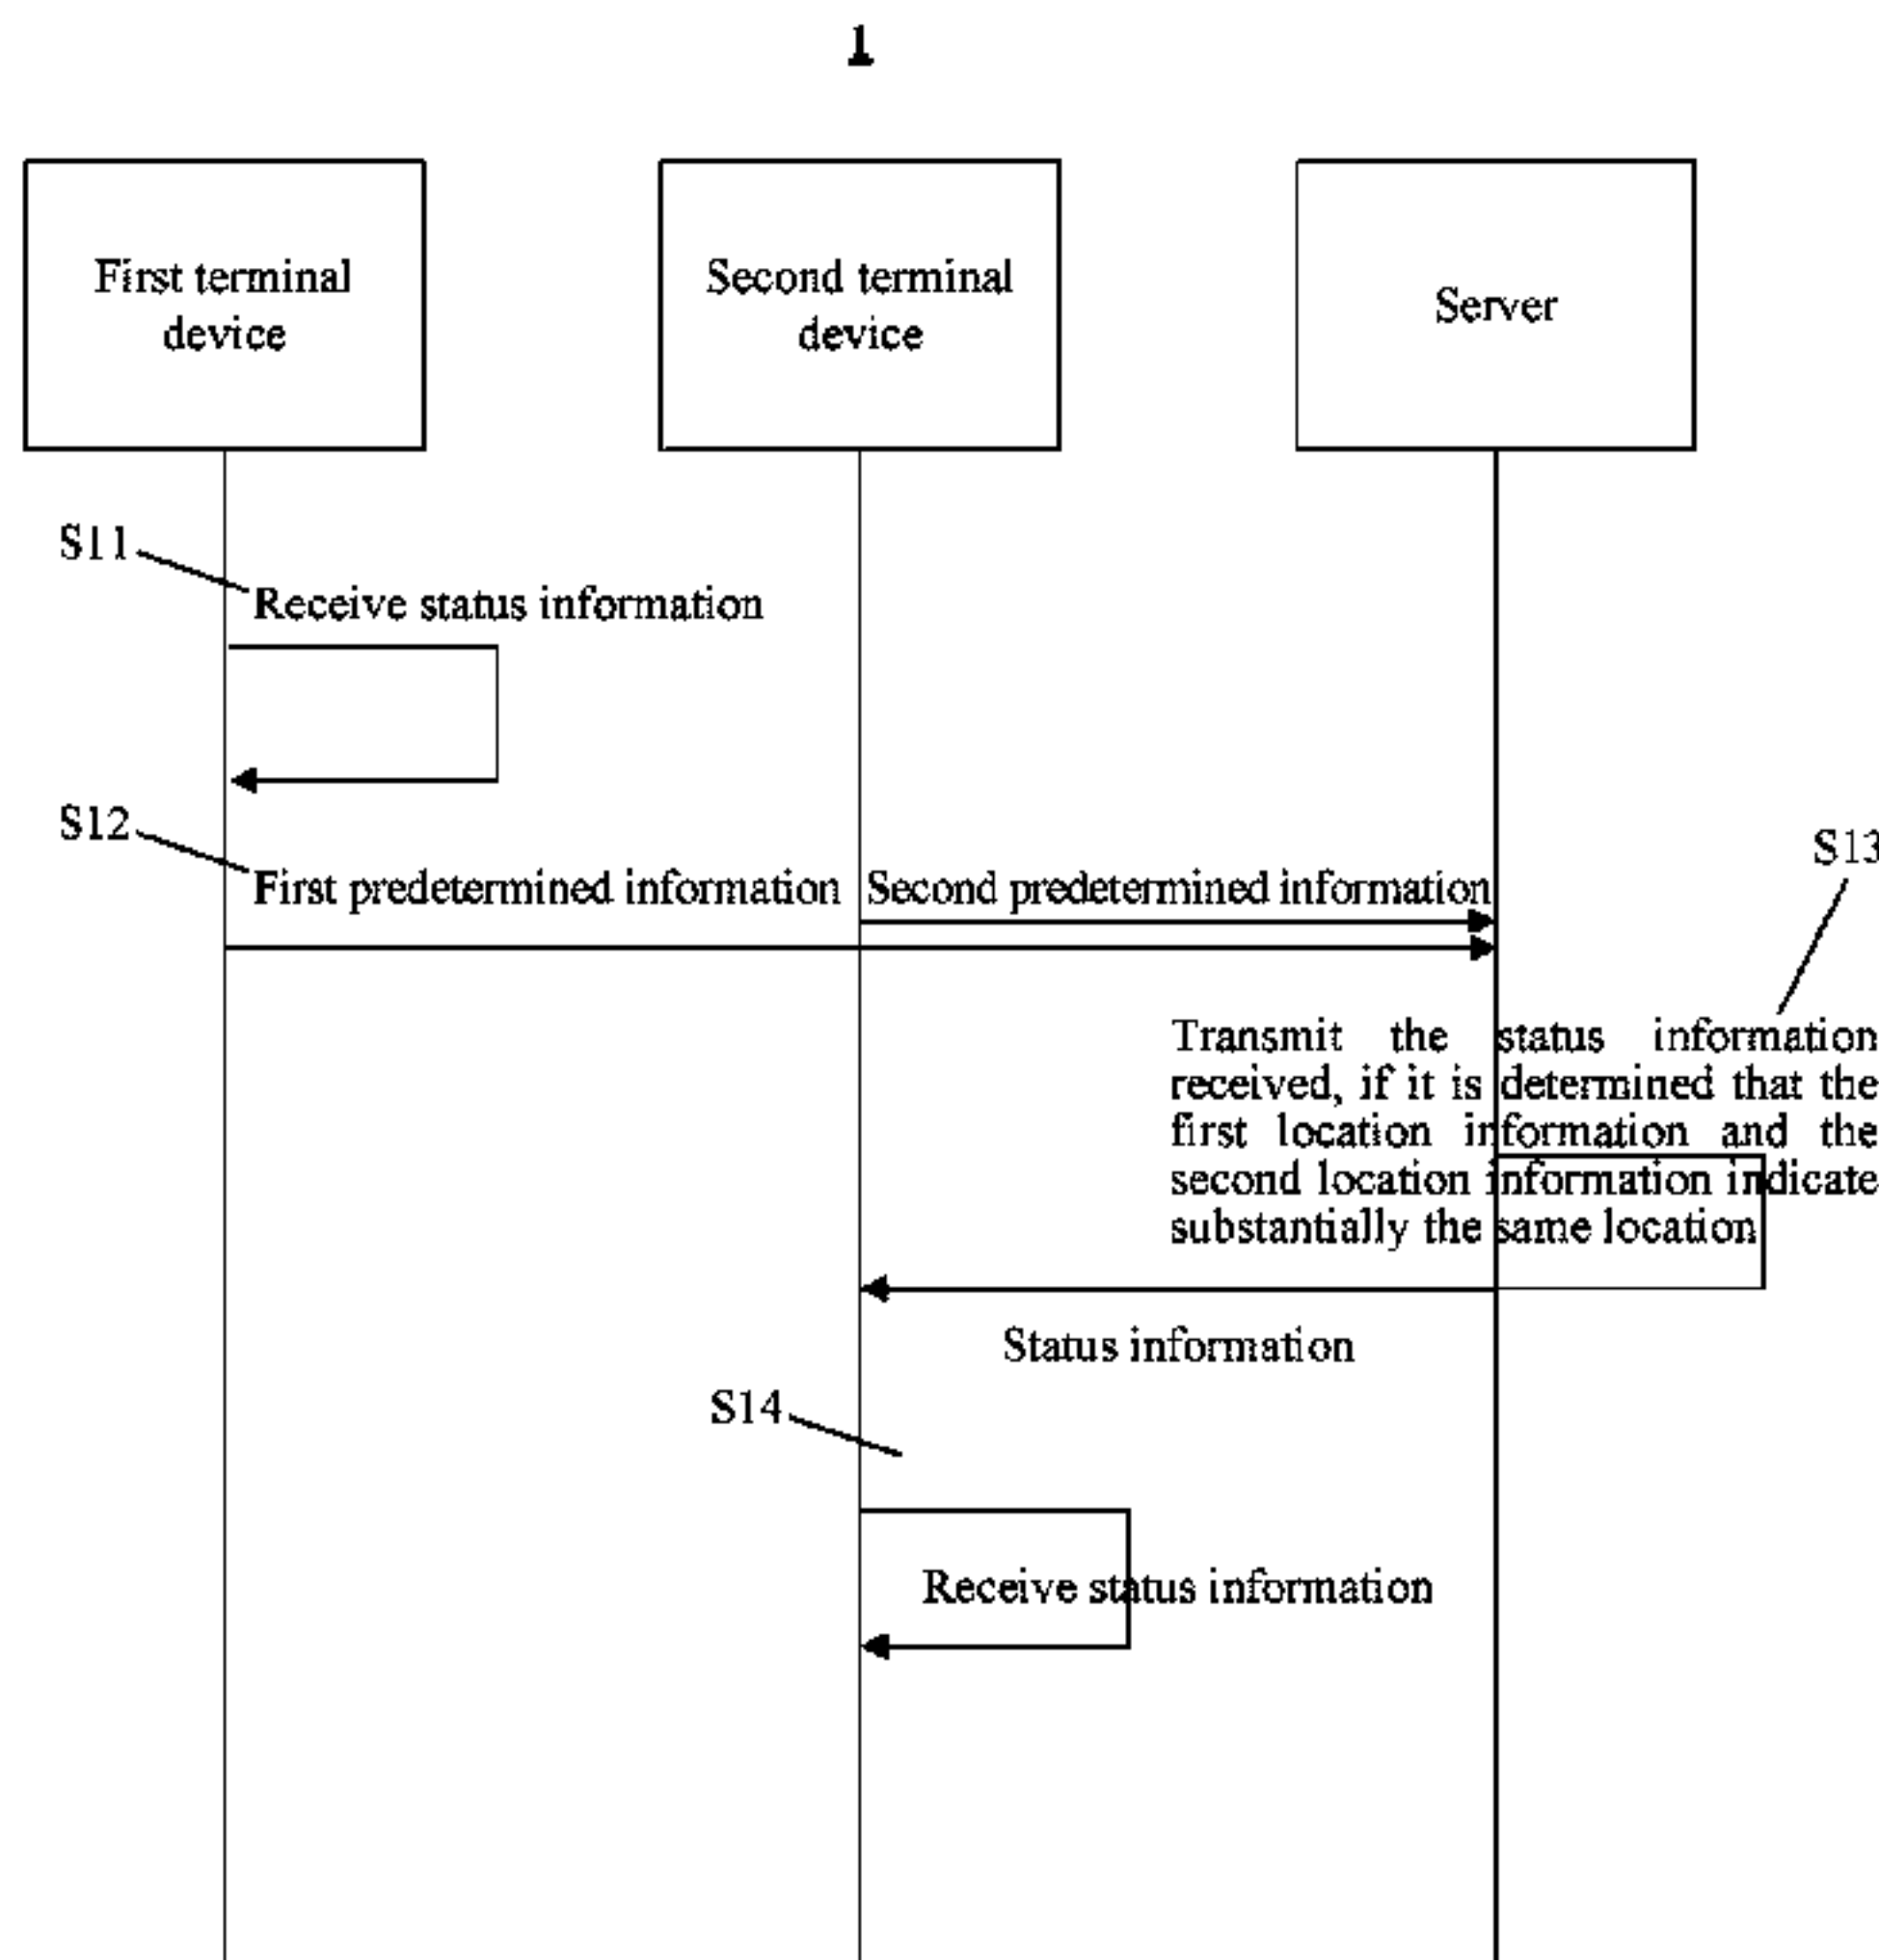 1
First terminal
device
Second terminal
device
Server
S11
Receive status information
S12
First predetermined information
Second predetermined information
S13
Transmit the status information
received, if it is determined that the
first location information and the
second location information indicate
substantially the same location
Status information
S14
Receive status information